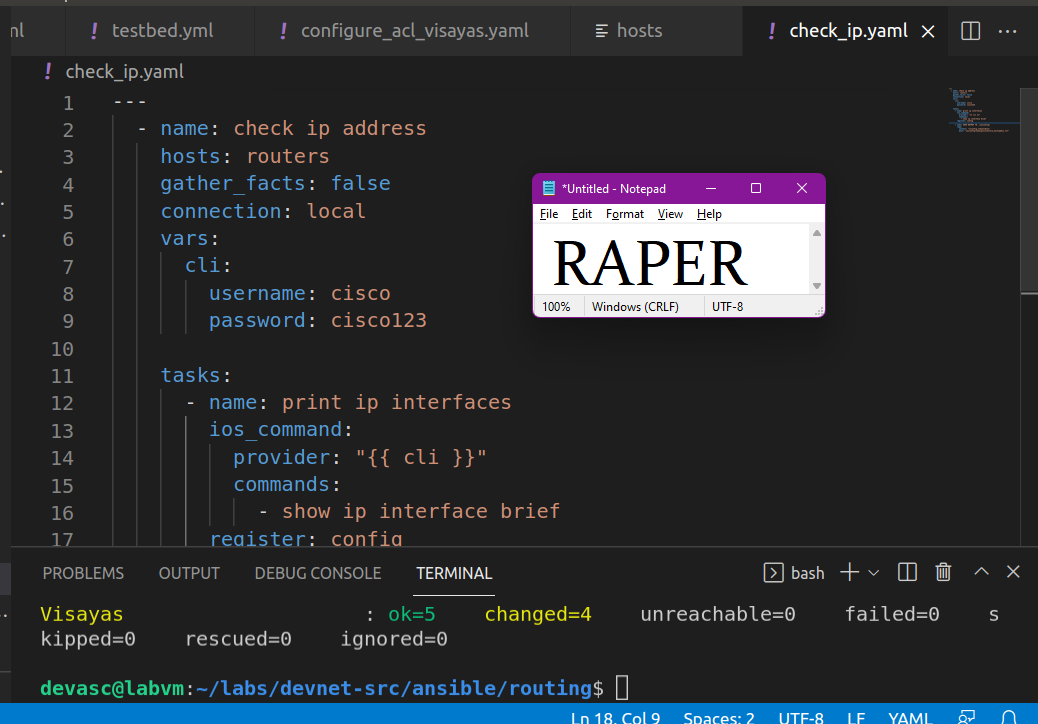 ml
testbed.yml
configure_acl_visayas.yaml
hosts
check_ip.yaml
check_ip.yaml
1 ---
2 - name: check ip address
3 hosts: routers
4 gather_facts: false
5 connection: local
6 vars:
7 cli:
8 username: cisco
9 password: cisco123
10
11 tasks:
12 - name: print ip interfaces
13 ios_command:
14 provider: "{{ cli }}"
15 commands:
16 - show ip interface brief
17 register: config
*Untitled - Notepad
File Edit Format View Help
RAPER
100% Windows (CRLF) UTF-8
PROBLEMS OUTPUT DEBUG CONSOLE TERMINAL bash
Visayas : ok=5 changed=4 unreachable=0 failed=0 s
kipped=0 rescued=0 ignored=0
devasc@labvm:~/labs/devnet-src/ansible/routing$
Ln 18, Col 9 Spaces: 2 UTF-8 LF YAML